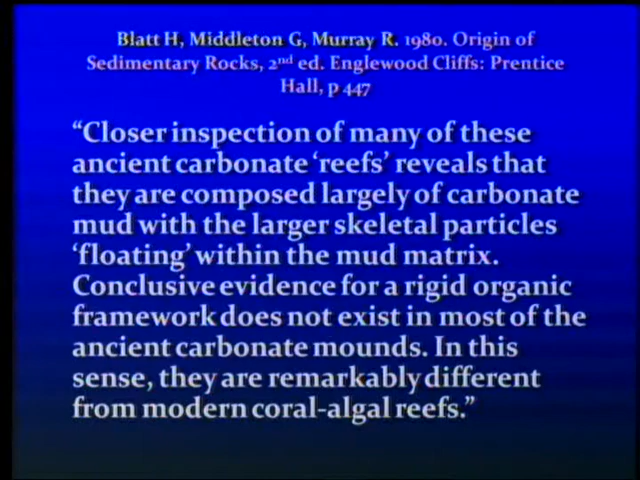 Blatt H, Middleton G, Murray R. 1980. Origin of
Sedimentary Rocks, 2nd ed. Englewood Cliffs: Prentice
Hall, p 447
“Closer inspection of many of these
ancient carbonate ‘reefs’ reveals that
they are composed largely of carbonate
mud with the larger skeletal particles
‘floating’ within the mud matrix.
Conclusive evidence for a rigid organic
framework does not exist in most of the
ancient carbonate mounds. In this
sense, they are remarkably different
from modern coral-algal reefs.”